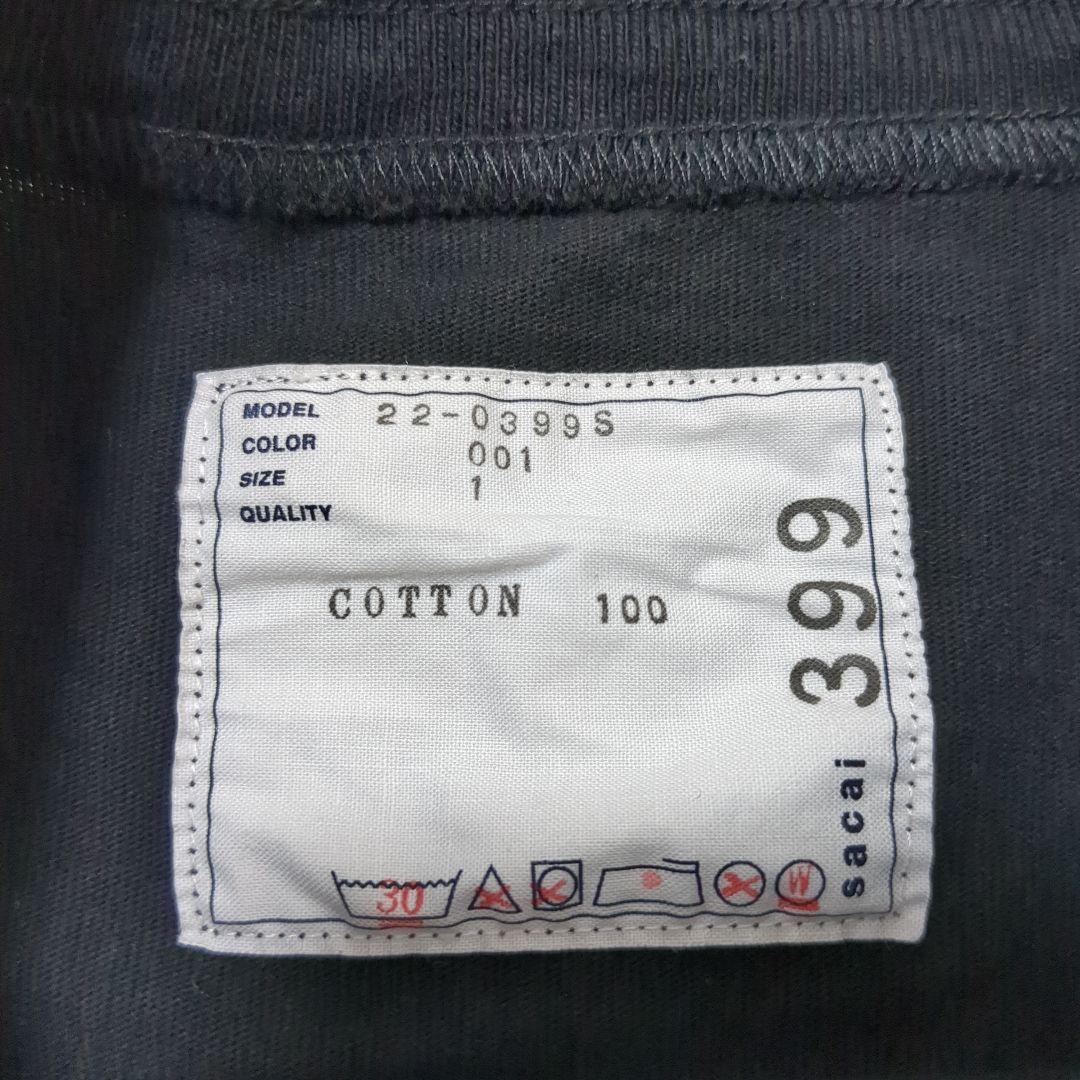 MODEL 22-0399S
COLOR 001
SIZE 1
QUALITY
COTTON 100
sacai 399
30
W